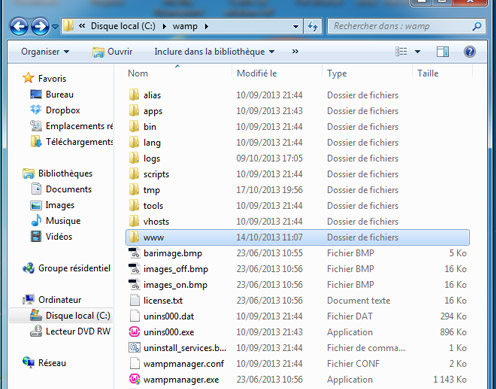 Disque local (C:) wamp Rechercher dans : wamp
Organiser Ouvrir Inclure dans la bibliothèque »
Nom Modifié le Type Taille
Favoris
Bureau
Dropbox
Emplacements ré
Téléchargements
Bibliothèques
Documents
Images
Musique
Vidéos
Groupe résidentiel
Ordinateur
Disque local (C:)
Lecteur DVD RW
Réseau
alias 10/09/2013 21:44 Dossier de fichiers
apps 10/09/2013 21:43 Dossier de fichiers
bin 10/09/2013 21:44 Dossier de fichiers
lang 10/09/2013 21:44 Dossier de fichiers
logs 09/10/2013 17:05 Dossier de fichiers
scripts 10/09/2013 21:44 Dossier de fichiers
tmp 17/10/2013 19:56 Dossier de fichiers
tools 10/09/2013 21:44 Dossier de fichiers
vhosts 10/09/2013 21:44 Dossier de fichiers
www 14/10/2013 11:07 Dossier de fichiers
barimage.bmp 23/06/2013 10:55 Fichier BMP 5 Ko
images_off.bmp 23/06/2013 10:56 Fichier BMP 16 Ko
images_on.bmp 23/06/2013 10:56 Fichier BMP 16 Ko
license.txt 23/06/2013 10:56 Document texte 16 Ko
unins000.dat 10/09/2013 21:44 Fichier DAT 294 Ko
unins000.exe 10/09/2013 21:43 Application 896 Ko
uninstall_services.b... 10/09/2013 21:44 Fichier de comma... 1 Ko
wampmanager.conf 10/09/2013 21:44 Fichier CONF 2 Ko
wampmanager.exe 23/06/2013 10:56 Application 1 143 Ko